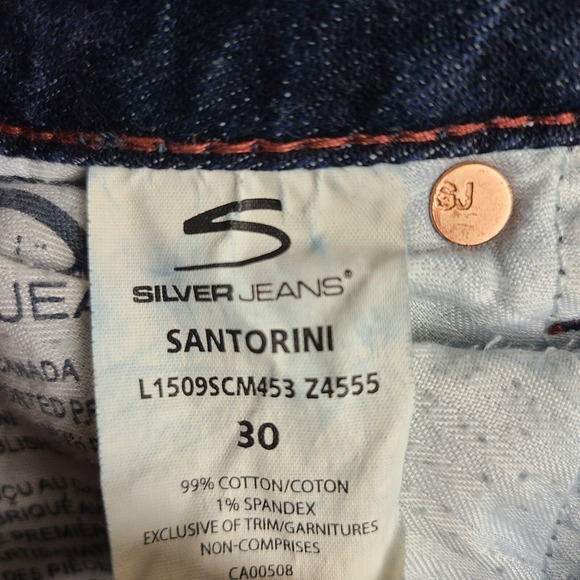 SILVER JEANS®
SANTORINI
L1509SCM453 Z4555
30
99% COTTON/COTON
1% SPANDEX
EXCLUSIVE OF TRIM/GARNITURES
NON-COMPRISES
CA00508
SJ
JEA